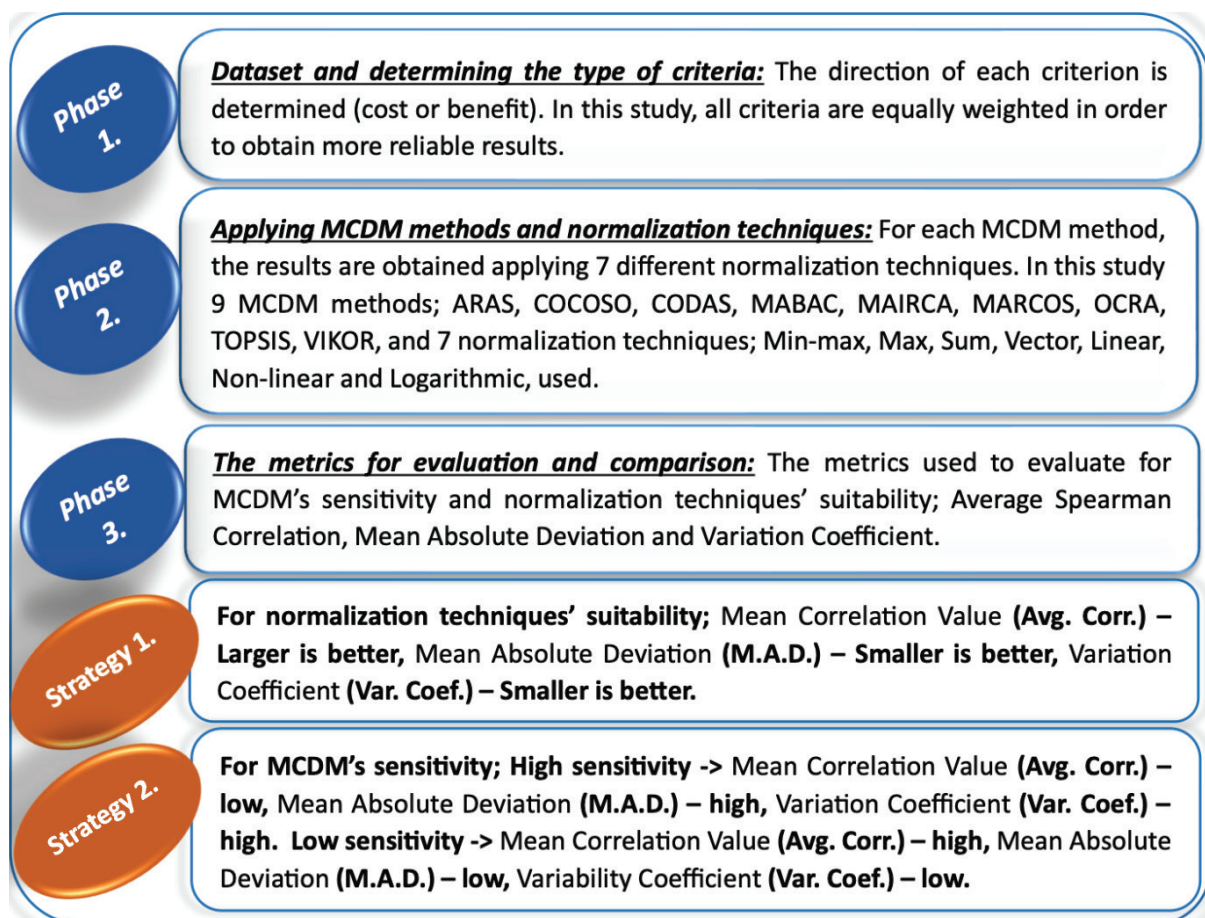 Phase
1.
Dataset and determining the type of criteria: The direction of each criterion is
determined (cost or benefit). In this study, all criteria are equally weighted in order
to obtain more reliable results.
Phase
2.
Applying MCDM methods and normalization techniques: For each MCDM method,
the results are obtained applying 7 different normalization techniques. In this study
9 MCDM methods; ARAS, COCOSO, CODAS, MABAC, MAIRCA, MARCOS, OCRA,
TOPSIS, VIKOR, and 7 normalization techniques; Min-max, Max, Sum, Vector, Linear,
Non-linear and Logarithmic, used.
Phase
3.
The metrics for evaluation and comparison: The metrics used to evaluate for
MCDM’s sensitivity and normalization techniques’ suitability; Average Spearman
Correlation, Mean Absolute Deviation and Variation Coefficient.
Strategy 1.
For normalization techniques’ suitability; Mean Correlation Value (Avg. Corr.) –
Larger is better, Mean Absolute Deviation (M.A.D.) – Smaller is better, Variation
Coefficient (Var. Coef.) – Smaller is better.
Strategy 2.
For MCDM’s sensitivity; High sensitivity -> Mean Correlation Value (Avg. Corr.) –
low, Mean Absolute Deviation (M.A.D.) – high, Variation Coefficient (Var. Coef.) –
high. Low sensitivity -> Mean Correlation Value (Avg. Corr.) – high, Mean Absolute
Deviation (M.A.D.) – low, Variability Coefficient (Var. Coef.) – low.